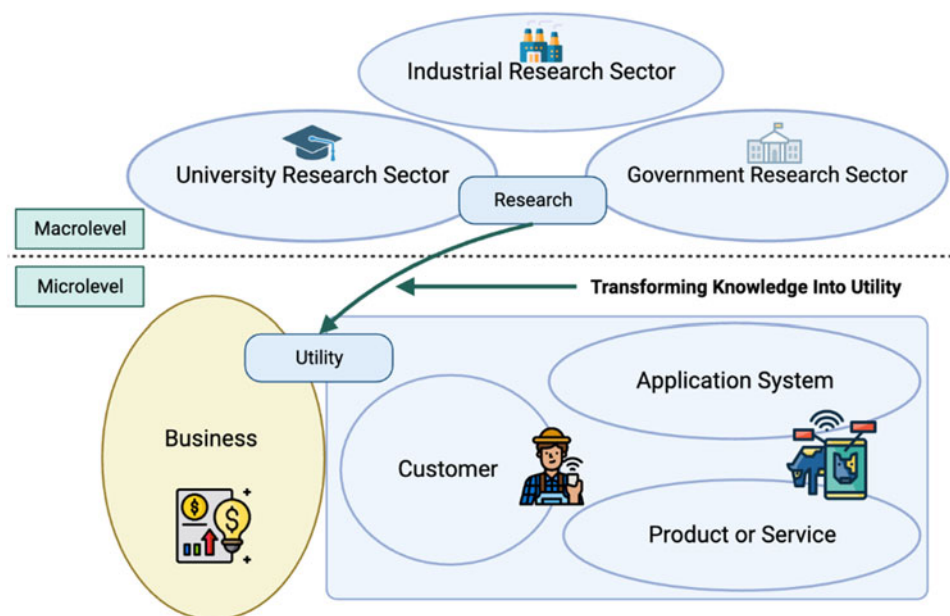 Industrial Research Sector
University Research Sector
Government Research Sector
Research
Macrolevel
Microlevel
Transforming Knowledge Into Utility
Utility
Application System
Business
Customer
Product or Service